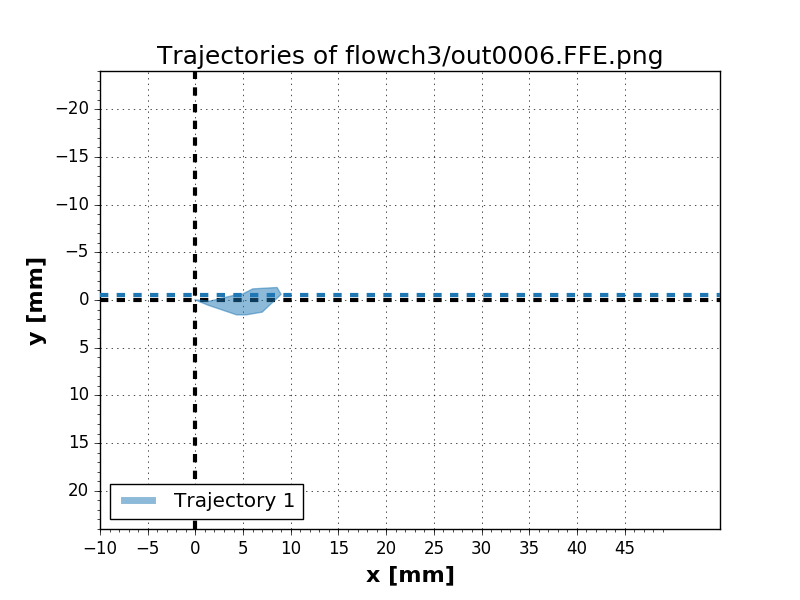 Trajectories of flowch3/out0006.FFE.png
−20
−15
−10
−5
0
5
10
15
20
y [mm]
Trajectory 1
−10 −5 0 5 10 15 20 25 30 35 40 45
x [mm]